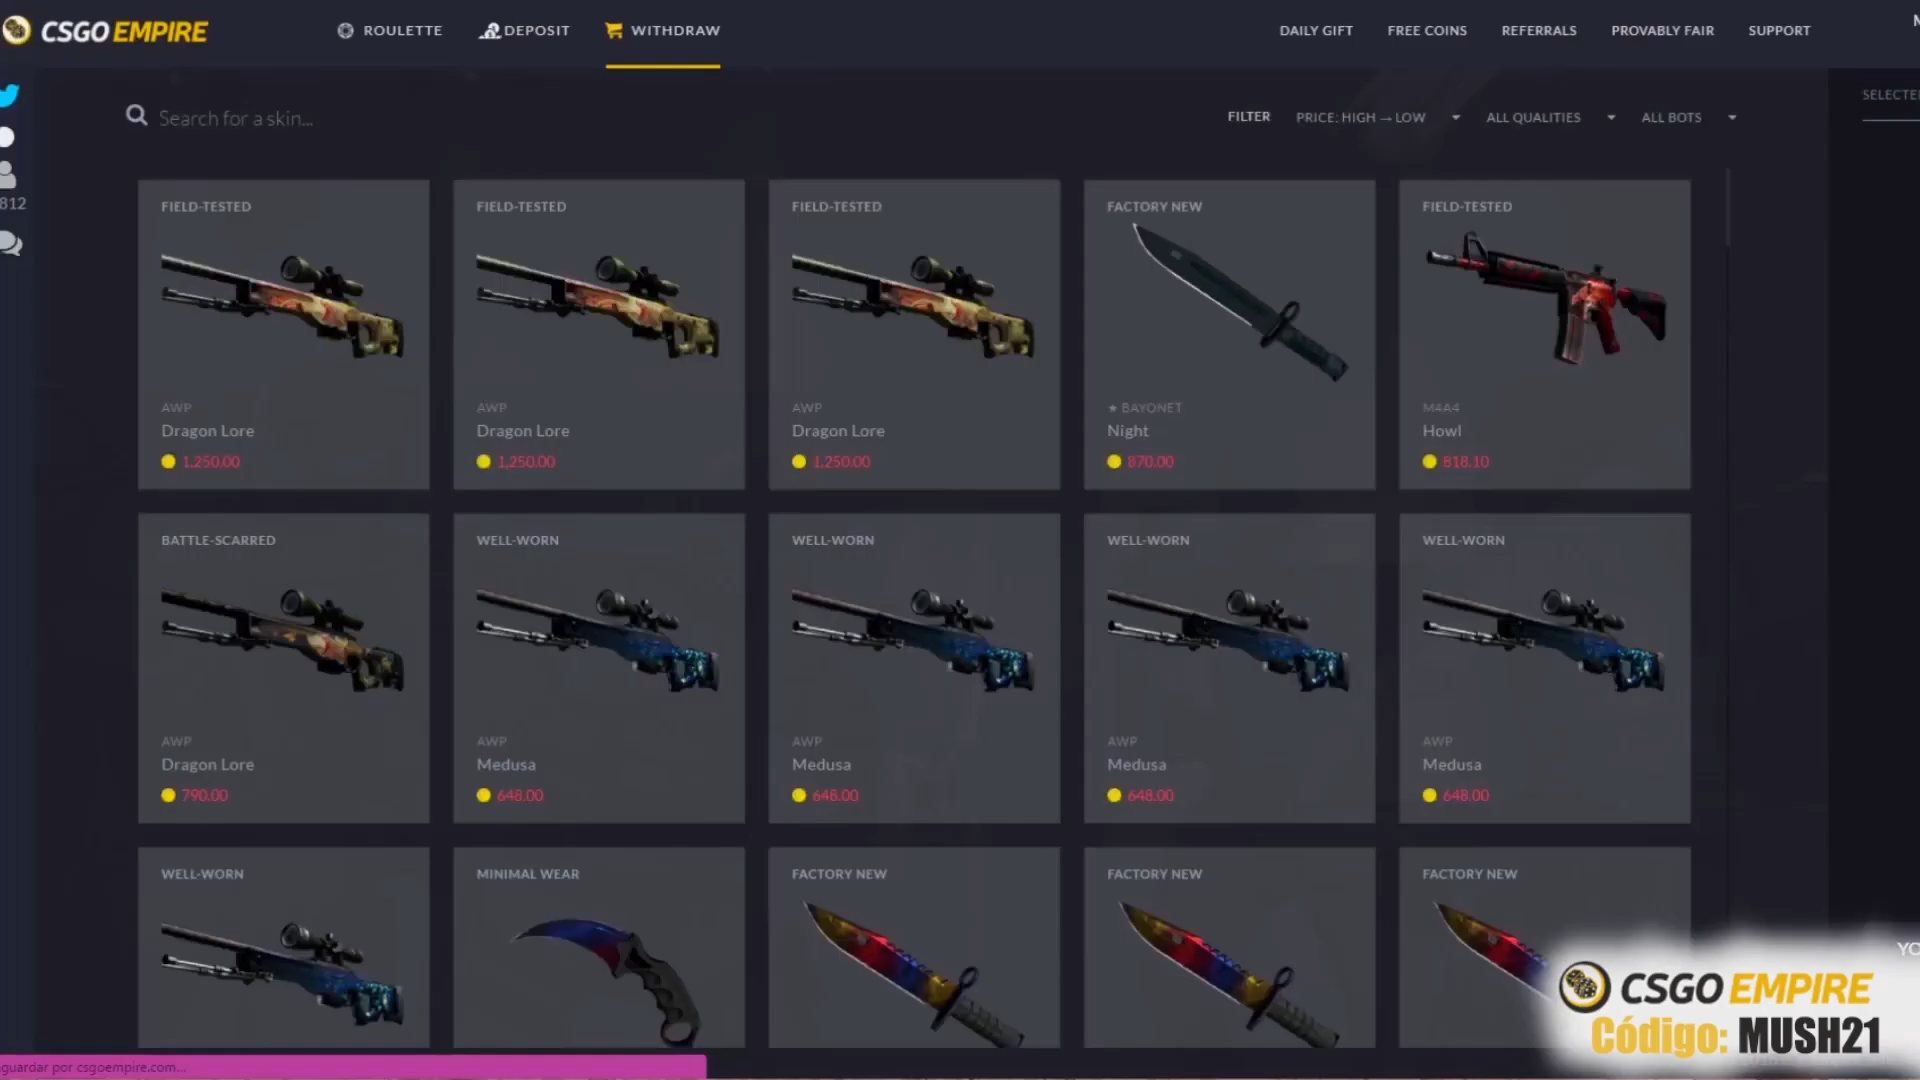 CSGOEMPIRE
ROULETTE
DEPOSIT
WITHDRAW
DAILY GIFT
FREE COINS
REFERRALS
PROVABLY FAIR
SUPPORT
Search for a skin...
FILTER
PRICE: HIGH → LOW
ALL QUALITIES
ALL BOTS
812
FIELD-TESTED
AWP
Dragon Lore
1,250.00
FIELD-TESTED
AWP
Dragon Lore
1,250.00
FIELD-TESTED
AWP
Dragon Lore
1,250.00
FACTORY NEW
★ BAYONET
Night
870.00
FIELD-TESTED
M4A4
Howl
818.10
BATTLE-SCARRED
AWP
Dragon Lore
790.00
WELL-WORN
AWP
Medusa
648.00
WELL-WORN
AWP
Medusa
648.00
WELL-WORN
AWP
Medusa
648.00
WELL-WORN
AWP
Medusa
648.00
WELL-WORN
MINIMAL WEAR
FACTORY NEW
FACTORY NEW
FACTORY NEW
CSGO EMPIRE
Código: MUSH21
guardar por csgoempire.com...